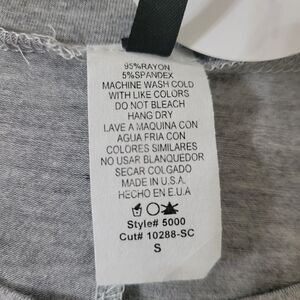 95%RAYON
5%SPANDEX
MACHINE WASH COLD
WITH LIKE COLORS
DO NOT BLEACH
HANG DRY
LAVE A MAQUINA CON
AGUA FRIA CON
COLORES SIMILARES
NO USAR BLANQUEDOR
SECAR COLGADO
MADE IN U.S.A.
HECHO EN E.U.A
Style# 5000
Cut# 10288-SC
S